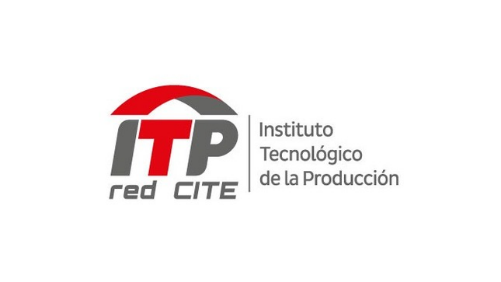 ITP
red CITE
Instituto
Tecnológico
de la Producción